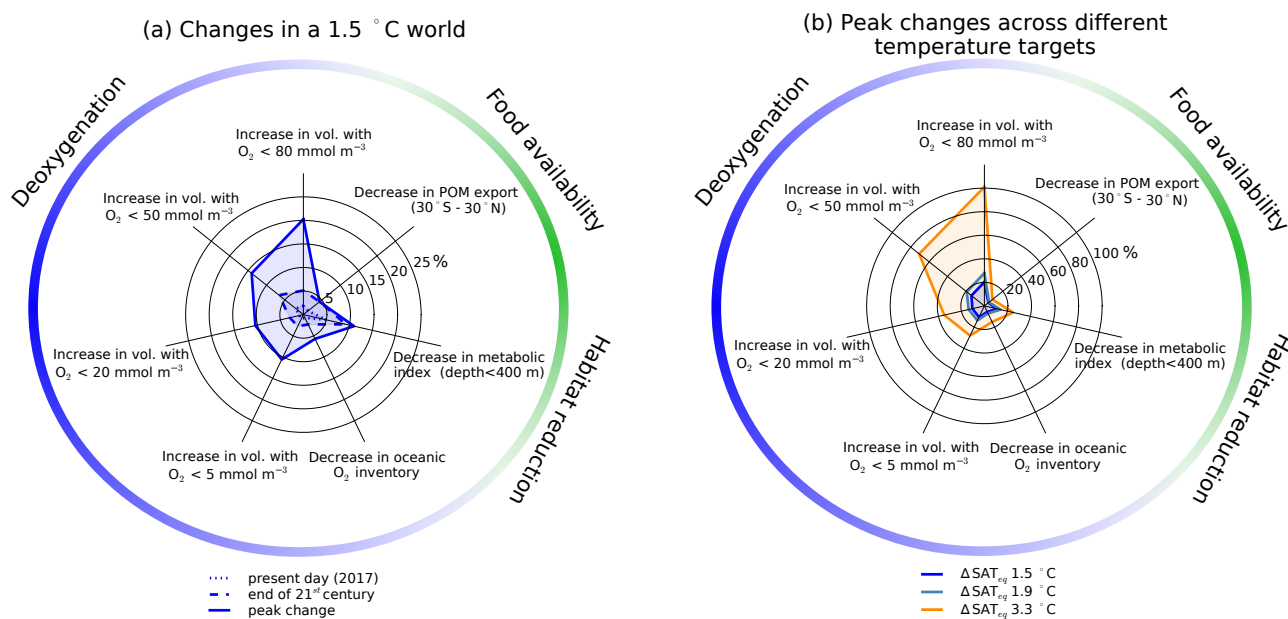 (a) Changes in a 1.5 °C world
Deoxygenation
Food availability
Habitat reduction
Increase in vol. with
O₂ < 80 mmol m⁻³
Decrease in POM export
(30°S - 30°N)
Increase in vol. with
O₂ < 50 mmol m⁻³
5
10
15
20
25 %
Decrease in metabolic
index (depth<400 m)
Increase in vol. with
O₂ < 20 mmol m⁻³
Increase in vol. with
O₂ < 5 mmol m⁻³
Decrease in oceanic
O₂ inventory
present day (2017)
end of 21ˢᵗ century
peak change
(b) Peak changes across different
temperature targets
Deoxygenation
Food availability
Habitat reduction
Increase in vol. with
O₂ < 80 mmol m⁻³
Decrease in POM export
(30°S - 30°N)
Increase in vol. with
O₂ < 50 mmol m⁻³
20
40
60
80
100 %
Decrease in metabolic
index (depth<400 m)
Increase in vol. with
O₂ < 20 mmol m⁻³
Increase in vol. with
O₂ < 5 mmol m⁻³
Decrease in oceanic
O₂ inventory
Δ SAT_eq 1.5 °C
Δ SAT_eq 1.9 °C
Δ SAT_eq 3.3 °C